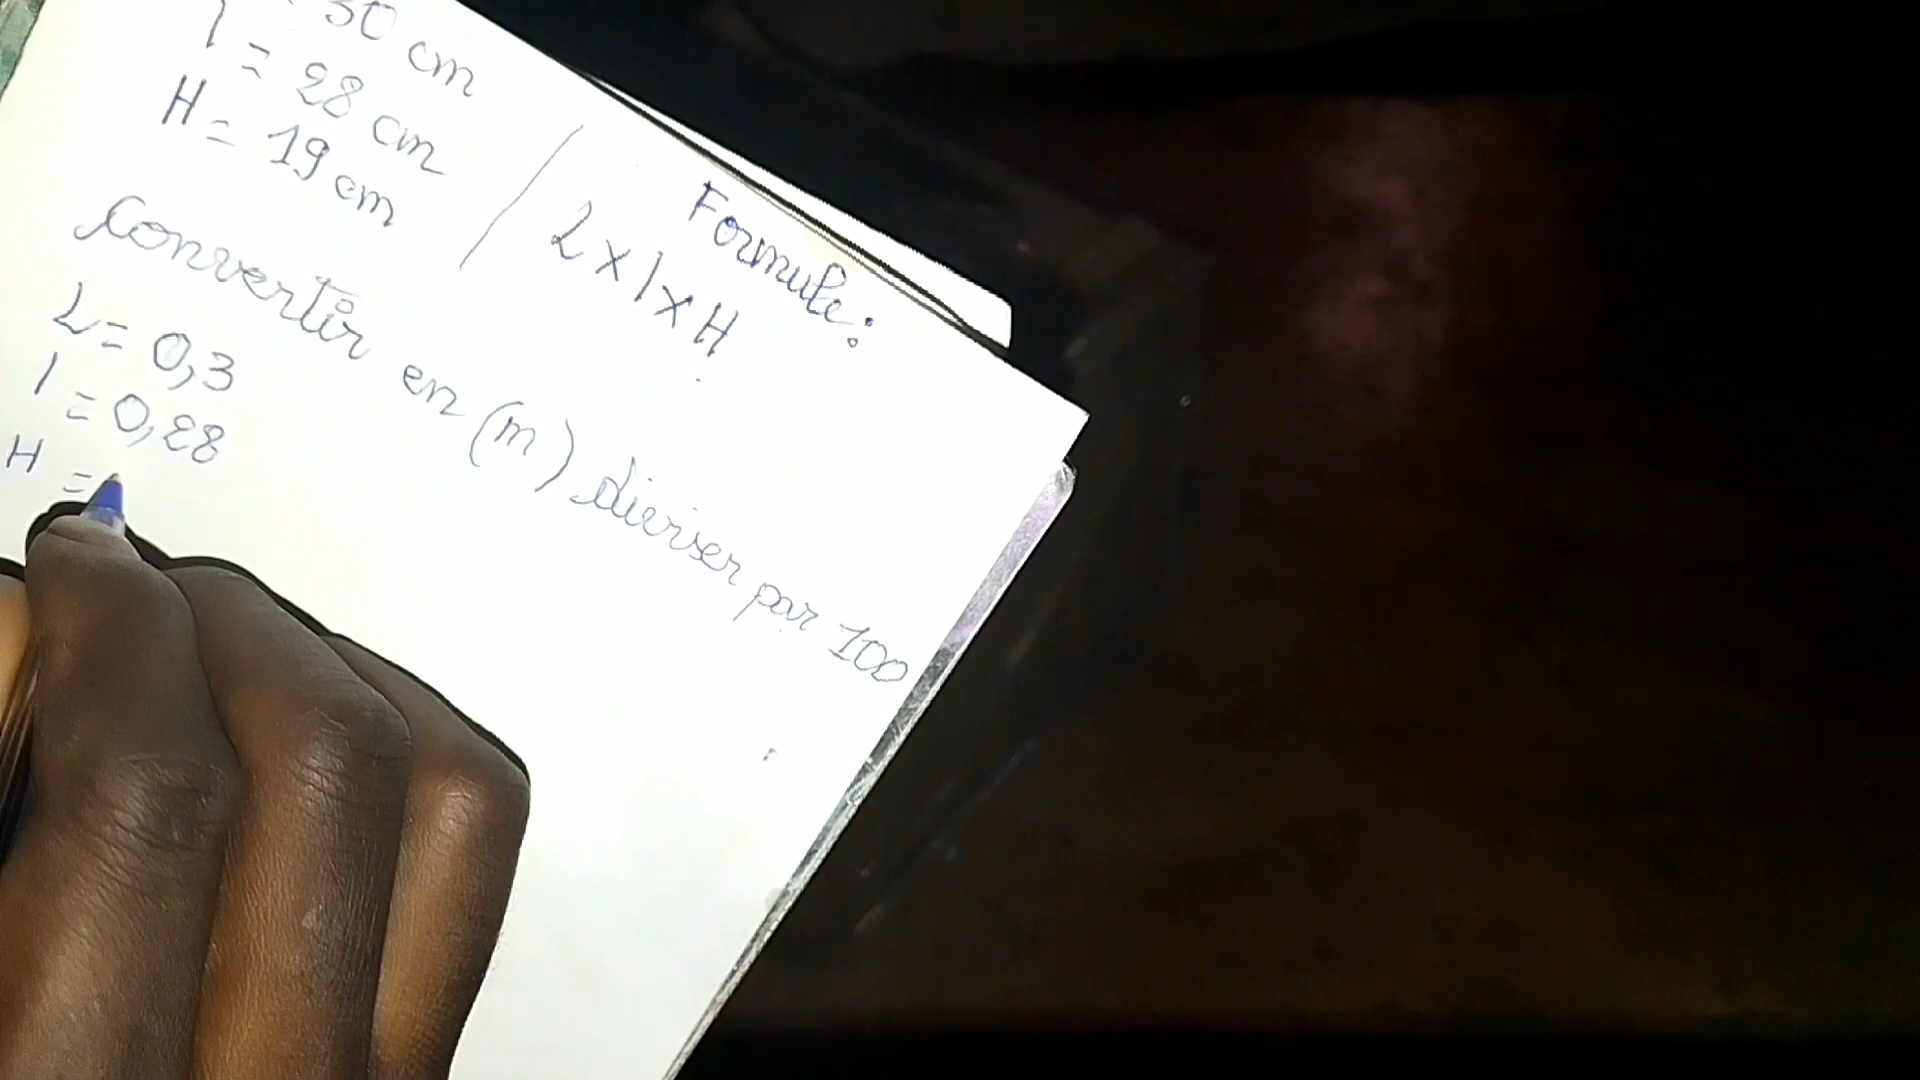 30 cm
l = 28 cm
H = 19 cm
Formule:
L x l x H
Convertir en (m) diviser par 100
L = 0,3
l = 0,28
H =